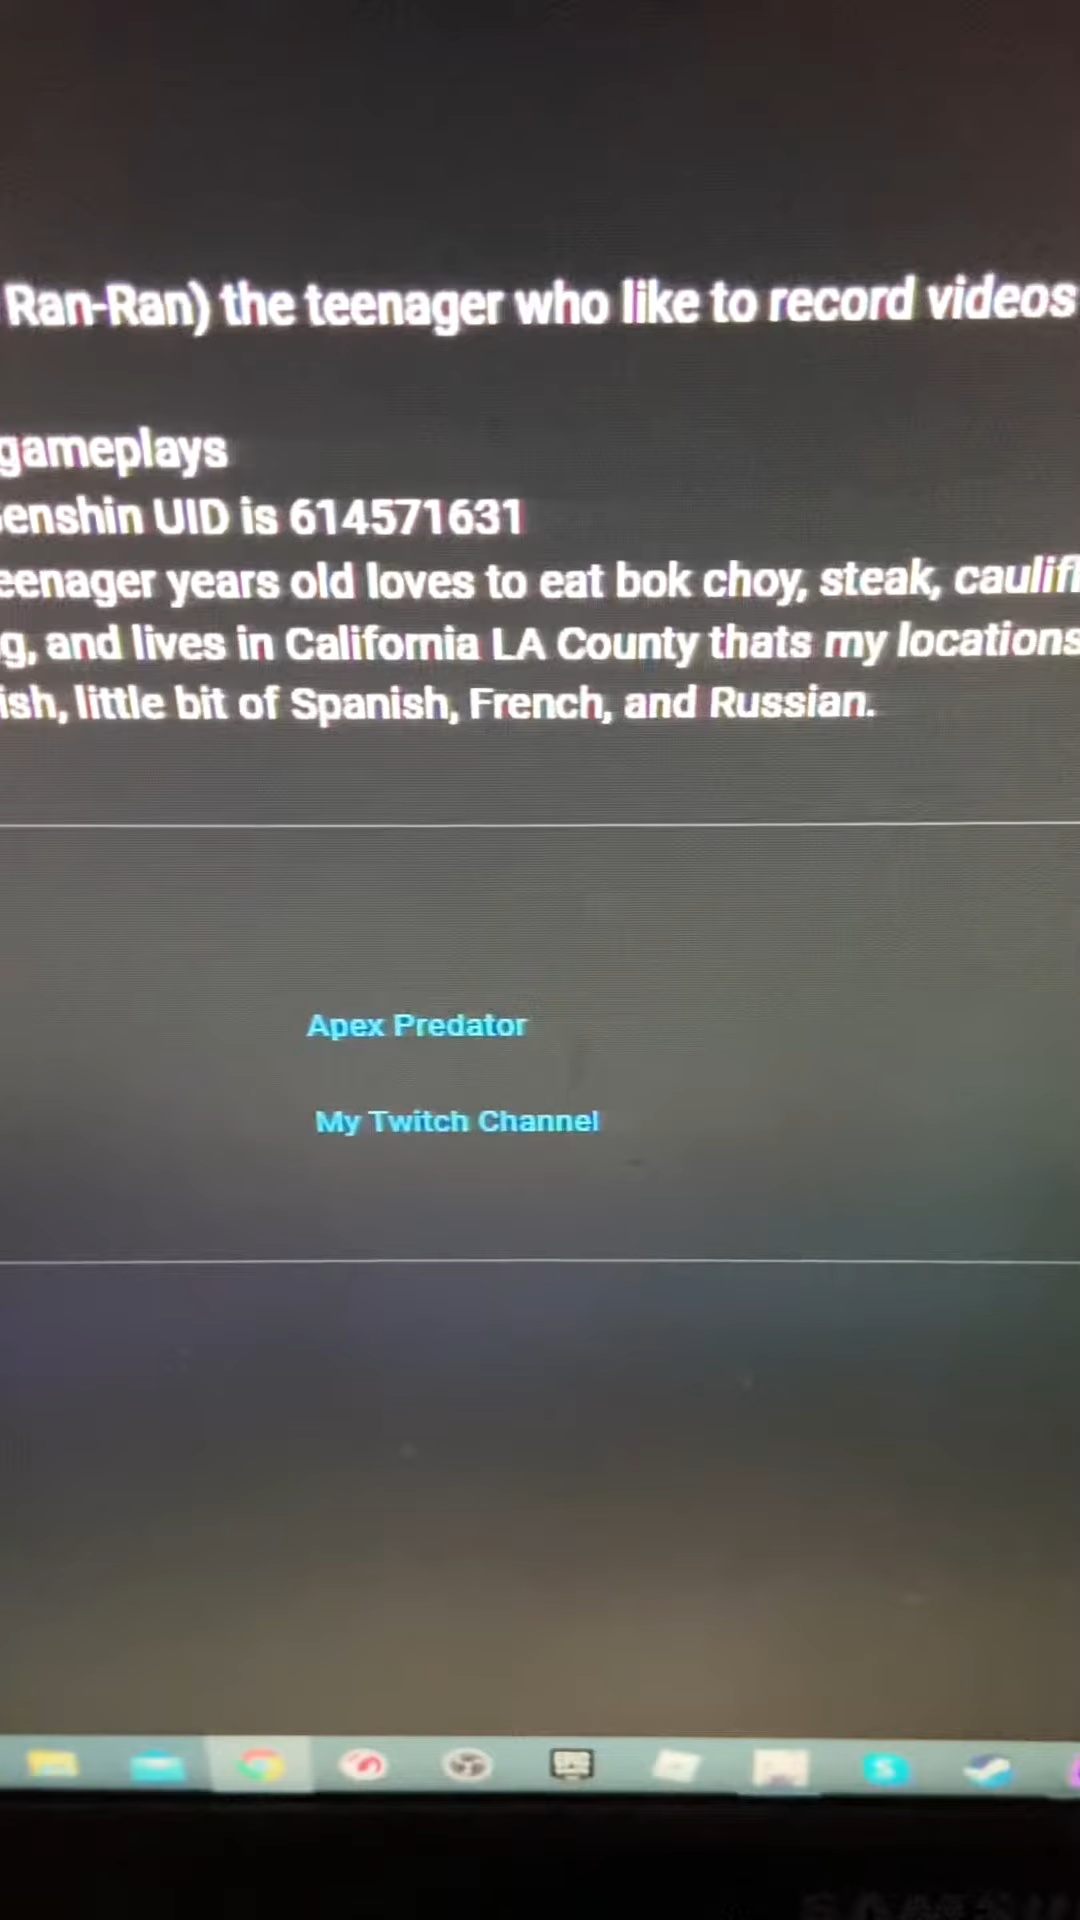 Ran-Ran) the teenager who like to record videos
gameplays
enshin UID is 614571631
eenager years old loves to eat bok choy, steak, caulifl
g, and lives in California LA County thats my locations
ish, little bit of Spanish, French, and Russian.
Apex Predator
My Twitch Channel
EPIC
S